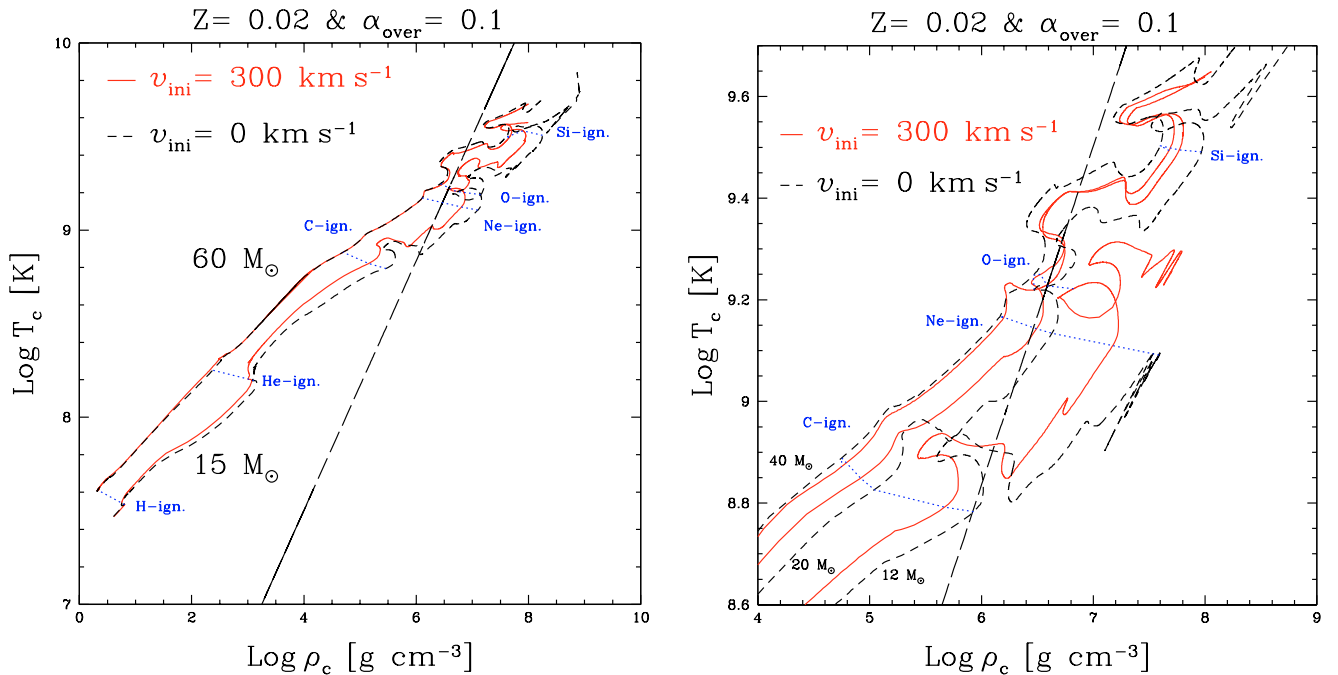 Z= 0.02 & α_over= 0.1
10
9
8
7
Log T_c [K]
v_ini= 300 km s⁻¹
v_ini= 0 km s⁻¹
Si-ign.
O-ign.
Ne-ign.
C-ign.
60 M☉
He-ign.
15 M☉
H-ign.
0 2 4 6 8 10
Log ρ_c [g cm⁻³]
Z= 0.02 & α_over= 0.1
9.6
9.4
9.2
9
8.8
8.6
Log T_c [K]
v_ini= 300 km s⁻¹
v_ini= 0 km s⁻¹
Si-ign.
O-ign.
Ne-ign.
C-ign.
40 M☉
20 M☉
12 M☉
4 5 6 7 8 9
Log ρ_c [g cm⁻³]